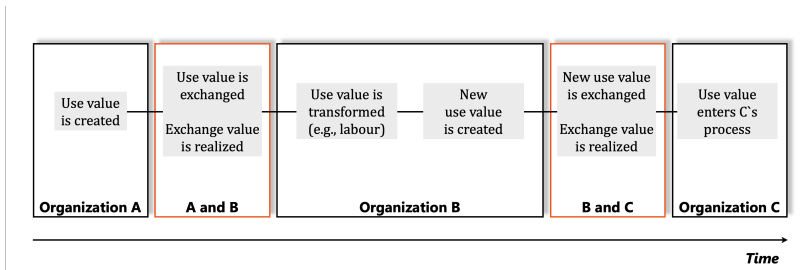 Use value
is created
Organization A
Use value is
exchanged
Exchange value
is realized
A and B
Use value is
transformed
(e.g., labour)
New
use value
is created
Organization B
New use value
is exchanged
Exchange value
is realized
B and C
Use value
enters C`s
process
Organization C
Time